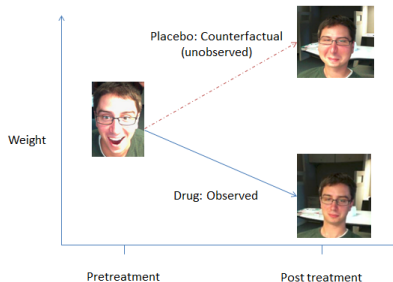 Placebo: Counterfactual
(unobserved)
Weight
Drug: Observed
Pretreatment
Post treatment